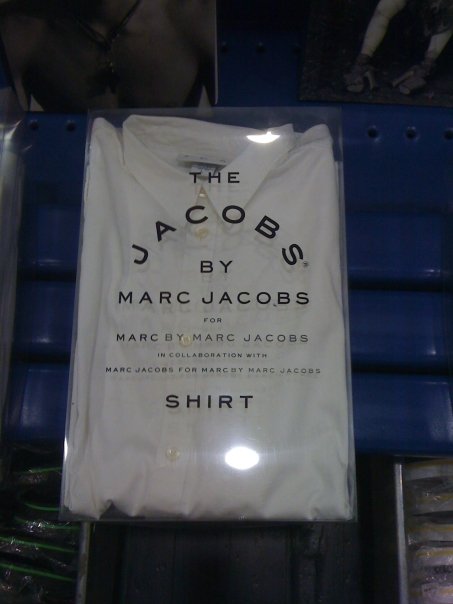 THE
JACOBS®
BY
MARC JACOBS
FOR
MARC BY MARC JACOBS
IN COLLABORATION WITH
MARC JACOBS FOR MARC BY MARC JACOBS
SHIRT